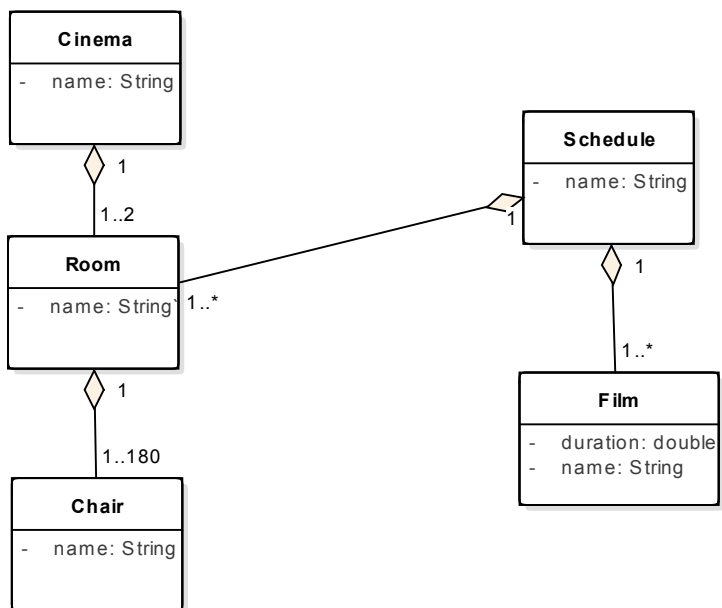 Cinema
- name: String
1
1..2
Room
- name: String`
1..*
1
1..180
Chair
- name: String
Schedule
- name: String
1
1
1..*
Film
- duration: double
- name: String